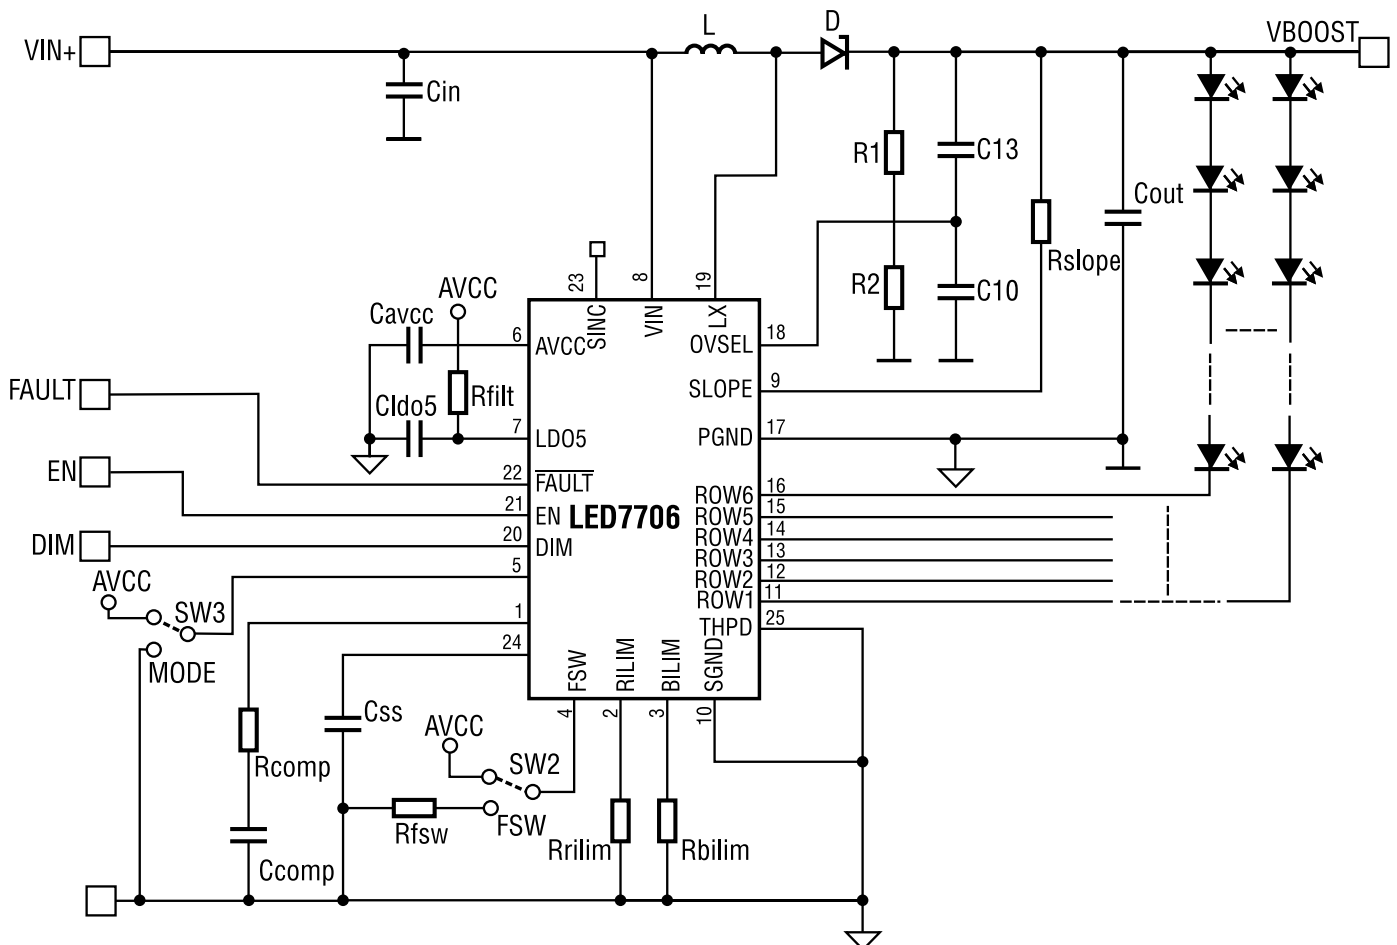 L
D
VIN+
VBOOST
Cin
R1
C13
Cout
Rslope
R2
C10
23
8
19
AVCC
Cavcc
SINC
VIN
LX
6
AVCC
OVSEL
18
FAULT
Rfilt
SLOPE
9
Cldo5
7
LDO5
PGND
17
EN
22
FAULT
ROW6
16
21
EN
LED7706
ROW5
15
DIM
20
DIM
ROW4
14
ROW3
13
AVCC
5
ROW2
12
SW3
ROW1
11
1
THPD
25
MODE
24
FSW
RILIM
BILIM
SGND
4
2
3
10
Css
AVCC
SW2
Rcomp
Rfsw
FSW
Ccomp
Rrilim
Rbilim